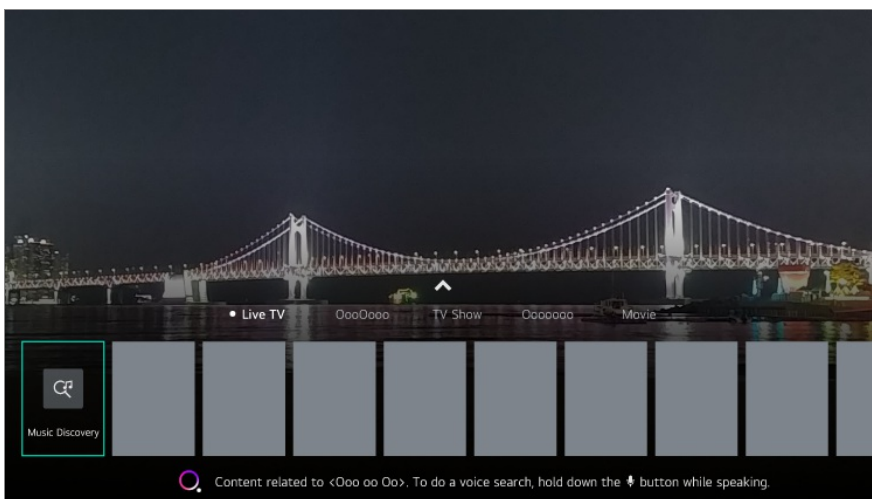 Live TV OooOooo TV Show Ooooooo Movie
Music Discovery
Content related to <Ooo oo Oo>. To do a voice search, hold down the button while speaking.